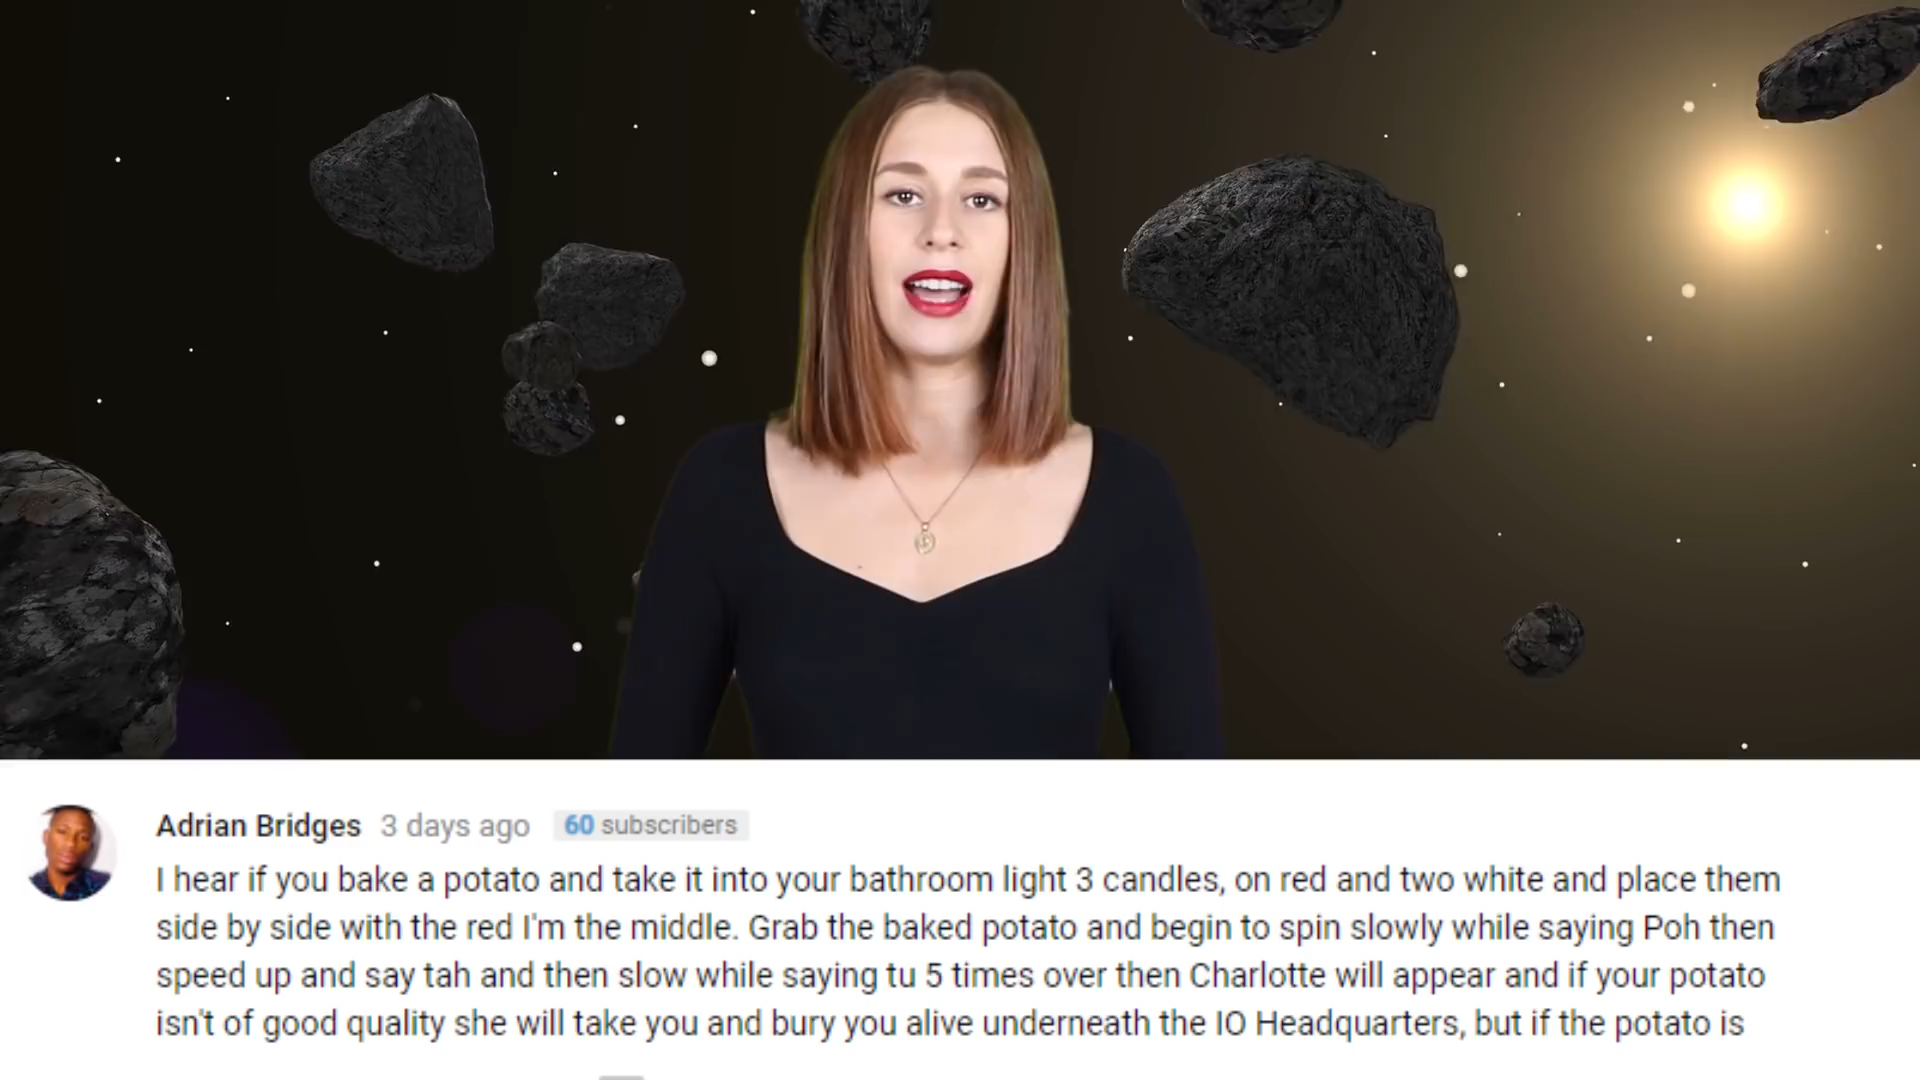 Adrian Bridges 3 days ago 60 subscribers
I hear if you bake a potato and take it into your bathroom light 3 candles, on red and two white and place them
side by side with the red I'm the middle. Grab the baked potato and begin to spin slowly while saying Poh then
speed up and say tah and then slow while saying tu 5 times over then Charlotte will appear and if your potato
isn't of good quality she will take you and bury you alive underneath the IO Headquarters, but if the potato is